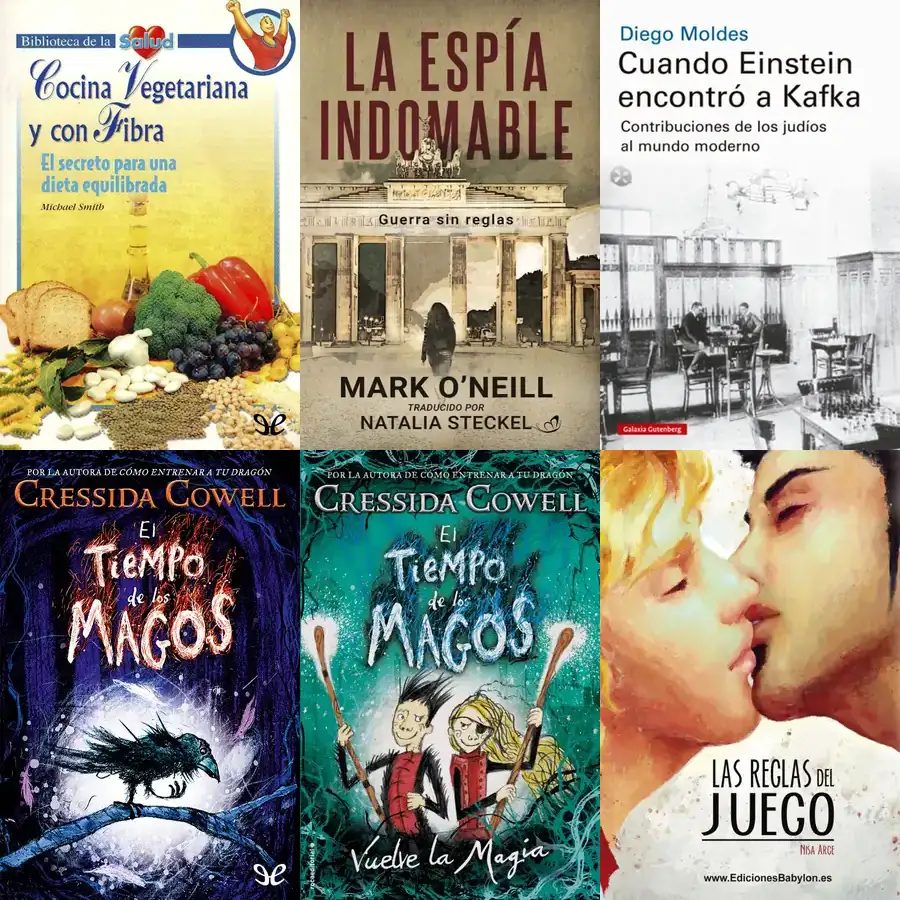 Biblioteca de la Salud
Cocina Vegetariana
y con Fibra
El secreto para una
dieta equilibrada
Michael Smith
LA ESPÍA
INDOMABLE
Guerra sin reglas
MARK O'NEILL
TRADUCIDO POR
NATALIA STECKEL
Diego Moldes
Cuando Einstein
encontró a Kafka
Contribuciones de los judíos
al mundo moderno
Galaxia Gutenberg
POR LA AUTORA DE CÓMO ENTRENAR A TU DRAGÓN
CRESSIDA COWELL
El
TIEMPO
de los
MAGOS
POR LA AUTORA DE CÓMO ENTRENAR A TU DRAGÓN
CRESSIDA COWELL
El
TIEMPO
de los
MAGOS
Vuelve la Magia
rocaeditorial
LAS REGLAS DEL
JUEGO
NISA ARCE
www.EdicionesBabylon.es